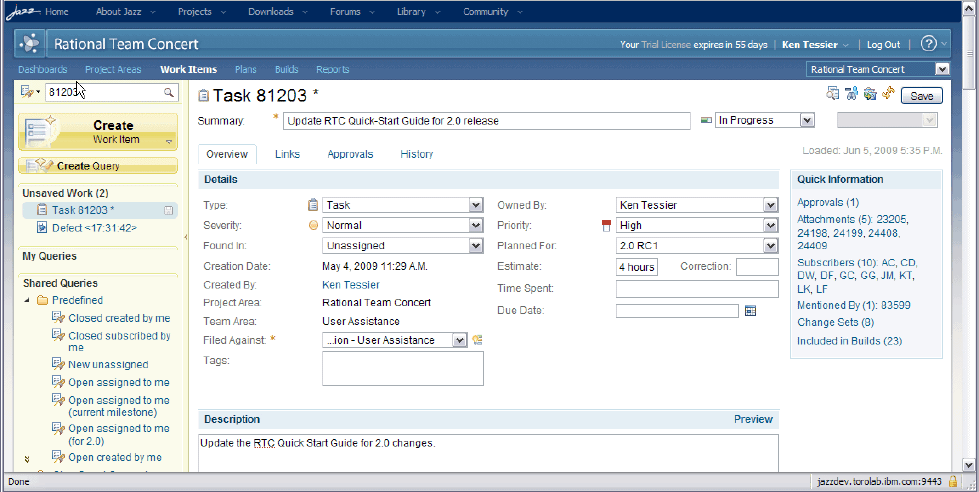 Jazz Home About Jazz Projects Downloads Forums Library Community
Rational Team Concert
Your Trial License expires in 55 days | Ken Tessier | Log Out | ?
Dashboards Project Areas Work Items Plans Builds Reports
Rational Team Concert
81203
Task 81203 *
Save
Summary: * Update RTC Quick-Start Guide for 2.0 release
In Progress
Create
Work Item
Create Query
Overview Links Approvals History
Loaded: Jun 5, 2009 5:35 P.M.
Unsaved Work (2)
Task 81203 *
Defect <17:31:42>
My Queries
Shared Queries
Predefined
Closed created by me
Closed subscribed by
me
New unassigned
Open assigned to me
Open assigned to me
(current milestone)
Open assigned to me
(for 2.0)
Open created by me
Details
Type: Task
Severity: Normal
Found In: Unassigned
Creation Date: May 4, 2009 11:29 A.M.
Created By: Ken Tessier
Project Area: Rational Team Concert
Team Area: User Assistance
Filed Against: * ...ion - User Assistance
Tags:
Owned By: Ken Tessier
Priority: High
Planned For: 2.0 RC1
Estimate: 4 hours Correction:
Time Spent:
Due Date:
Quick Information
Approvals (1)
Attachments (5): 23205,
24198, 24199, 24408,
24409
Subscribers (10): AC, CD,
DW, DF, GC, GG, JM, KT,
LK, LF
Mentioned By (1): 83599
Change Sets (8)
Included in Builds (23)
Description Preview
Update the RTC Quick Start Guide for 2.0 changes.
Done
jazzdev.torolab.ibm.com:9443